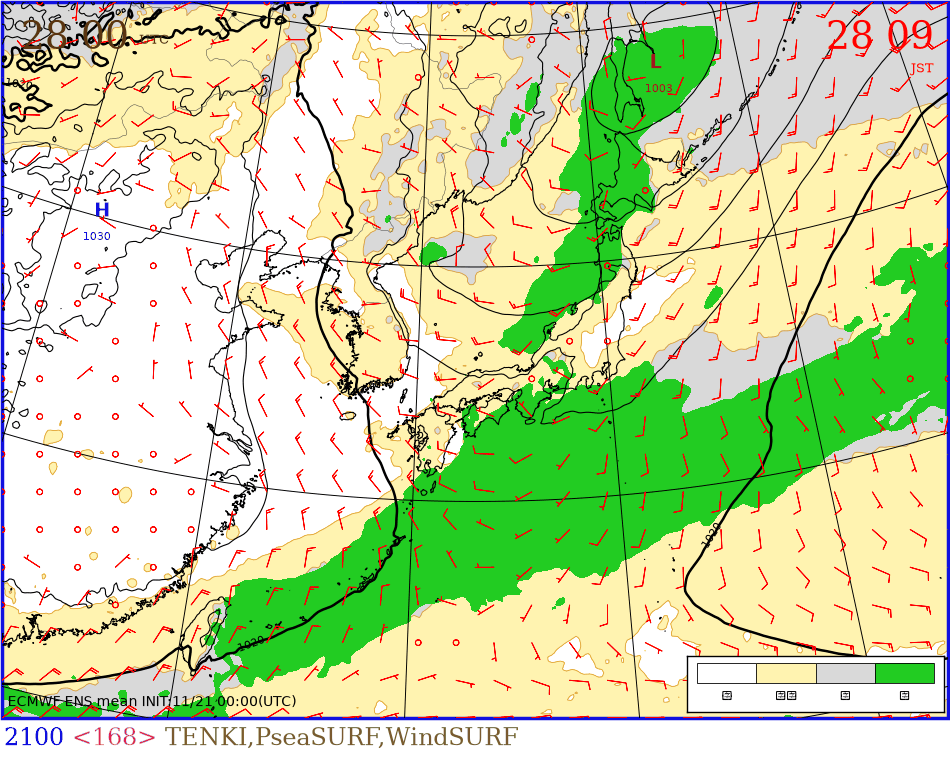 28 00 UTC
28 09
JST
L
1003
H
1030
1020
1020
ECMWF ENS mean INIT:11/21 00:00(UTC)
2100 <168> TENKI,PseaSURF,WindSURF